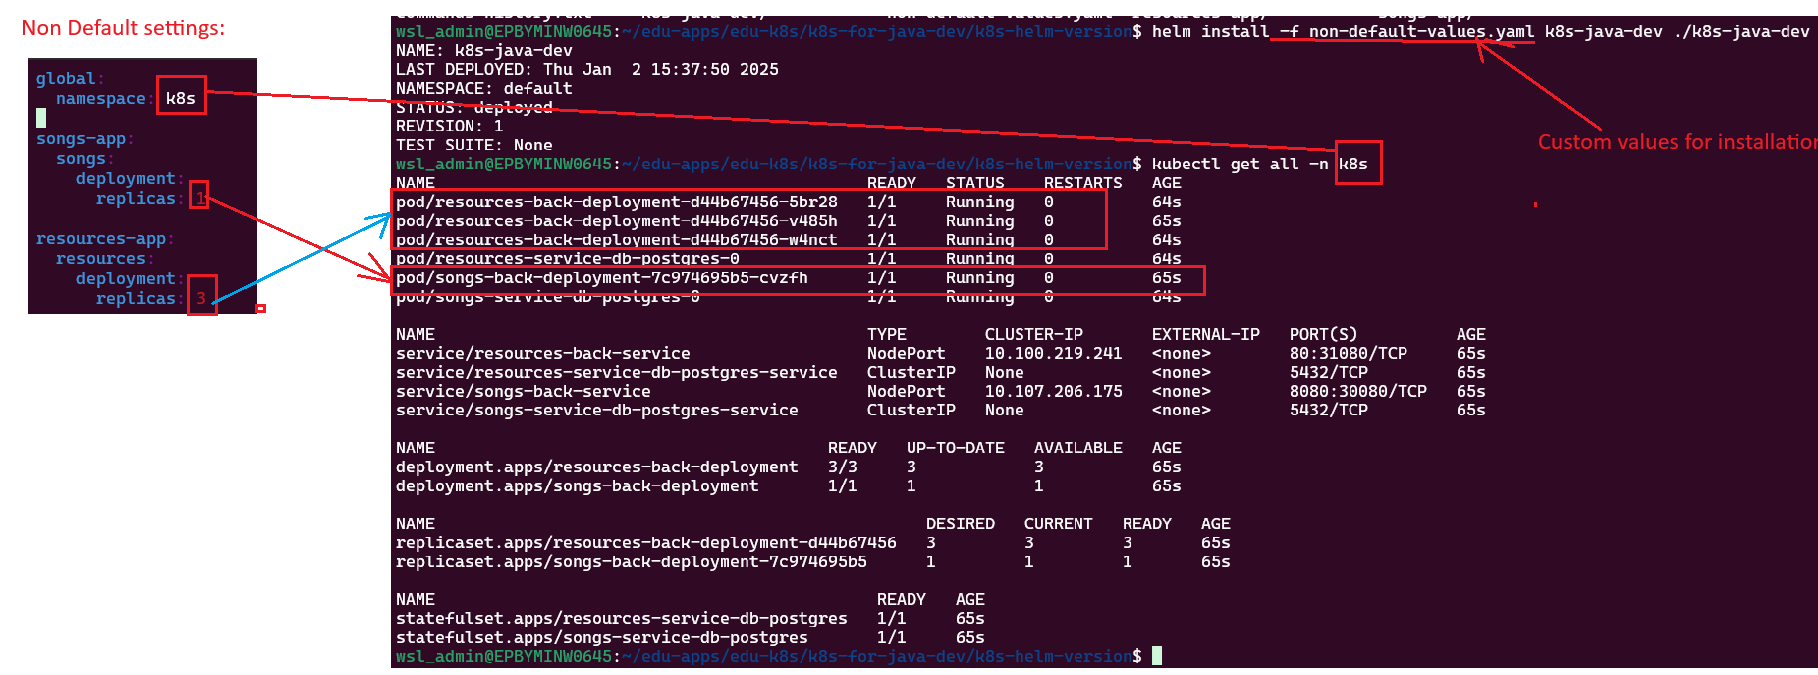 Non Default settings:
global:
namespace: k8s
songs-app:
songs:
deployment:
replicas: 1
resources-app:
resources:
deployment:
replicas: 3
wsl_admin@EPBYMINW0645:~/edu-apps/edu-k8s/k8s-for-java-dev/k8s-helm-version$ helm install -f non-default-values.yaml k8s-java-dev ./k8s-java-dev
NAME: k8s-java-dev
LAST DEPLOYED: Thu Jan  2 15:37:50 2025
NAMESPACE: default
STATUS: deployed
REVISION: 1
TEST SUITE: None
Custom values for installation
wsl_admin@EPBYMINW0645:~/edu-apps/edu-k8s/k8s-for-java-dev/k8s-helm-version$ kubectl get all -n k8s
NAME READY STATUS RESTARTS AGE
pod/resources-back-deployment-d44b67456-5br28 1/1 Running 0 64s
pod/resources-back-deployment-d44b67456-v485h 1/1 Running 0 65s
pod/resources-back-deployment-d44b67456-w4nct 1/1 Running 0 64s
pod/resources-service-db-postgres-0 1/1 Running 0 64s
pod/songs-back-deployment-7c974695b5-cvzfh 1/1 Running 0 65s
pod/songs-service-db-postgres-0 1/1 Running 0 64s
NAME TYPE CLUSTER-IP EXTERNAL-IP PORT(S) AGE
service/resources-back-service NodePort 10.100.219.241 <none> 80:31080/TCP 65s
service/resources-service-db-postgres-service ClusterIP None <none> 5432/TCP 65s
service/songs-back-service NodePort 10.107.206.175 <none> 8080:30080/TCP 65s
service/songs-service-db-postgres-service ClusterIP None <none> 5432/TCP 65s
NAME READY UP-TO-DATE AVAILABLE AGE
deployment.apps/resources-back-deployment 3/3 3 3 65s
deployment.apps/songs-back-deployment 1/1 1 1 65s
NAME DESIRED CURRENT READY AGE
replicaset.apps/resources-back-deployment-d44b67456 3 3 3 65s
replicaset.apps/songs-back-deployment-7c974695b5 1 1 1 65s
NAME READY AGE
statefulset.apps/resources-service-db-postgres 1/1 65s
statefulset.apps/songs-service-db-postgres 1/1 65s
wsl_admin@EPBYMINW0645:~/edu-apps/edu-k8s/k8s-for-java-dev/k8s-helm-version$